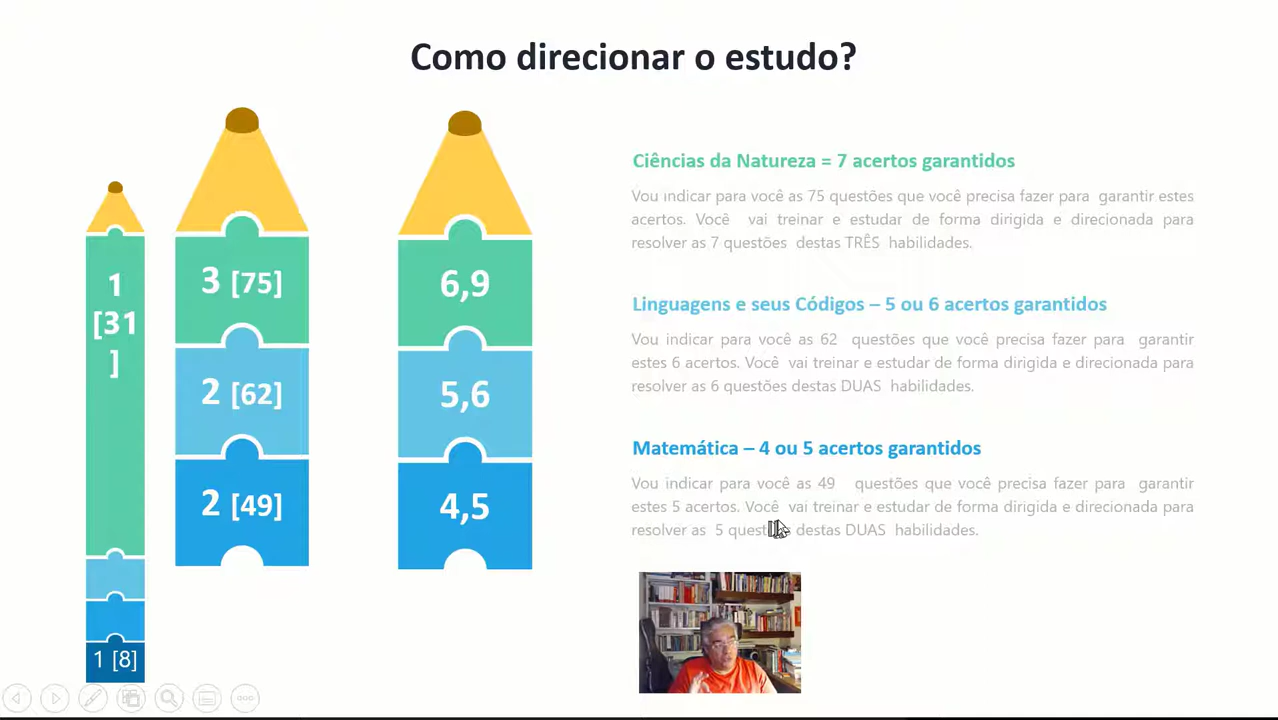 Como direcionar o estudo?
1
[31
]
1 [8]
3 [75]
2 [62]
2 [49]
6,9
5,6
4,5
Ciências da Natureza = 7 acertos garantidos
Vou indicar para você as 75 questões que você precisa fazer para garantir estes
acertos. Você vai treinar e estudar de forma dirigida e direcionada para
resolver as 7 questões destas TRÊS habilidades.
Linguagens e seus Códigos – 5 ou 6 acertos garantidos
Vou indicar para você as 62 questões que você precisa fazer para garantir
estes 6 acertos. Você vai treinar e estudar de forma dirigida e direcionada para
resolver as 6 questões destas DUAS habilidades.
Matemática – 4 ou 5 acertos garantidos
Vou indicar para você as 49 questões que você precisa fazer para garantir
estes 5 acertos. Você vai treinar e estudar de forma dirigida e direcionada para
resolver as 5 questões destas DUAS habilidades.